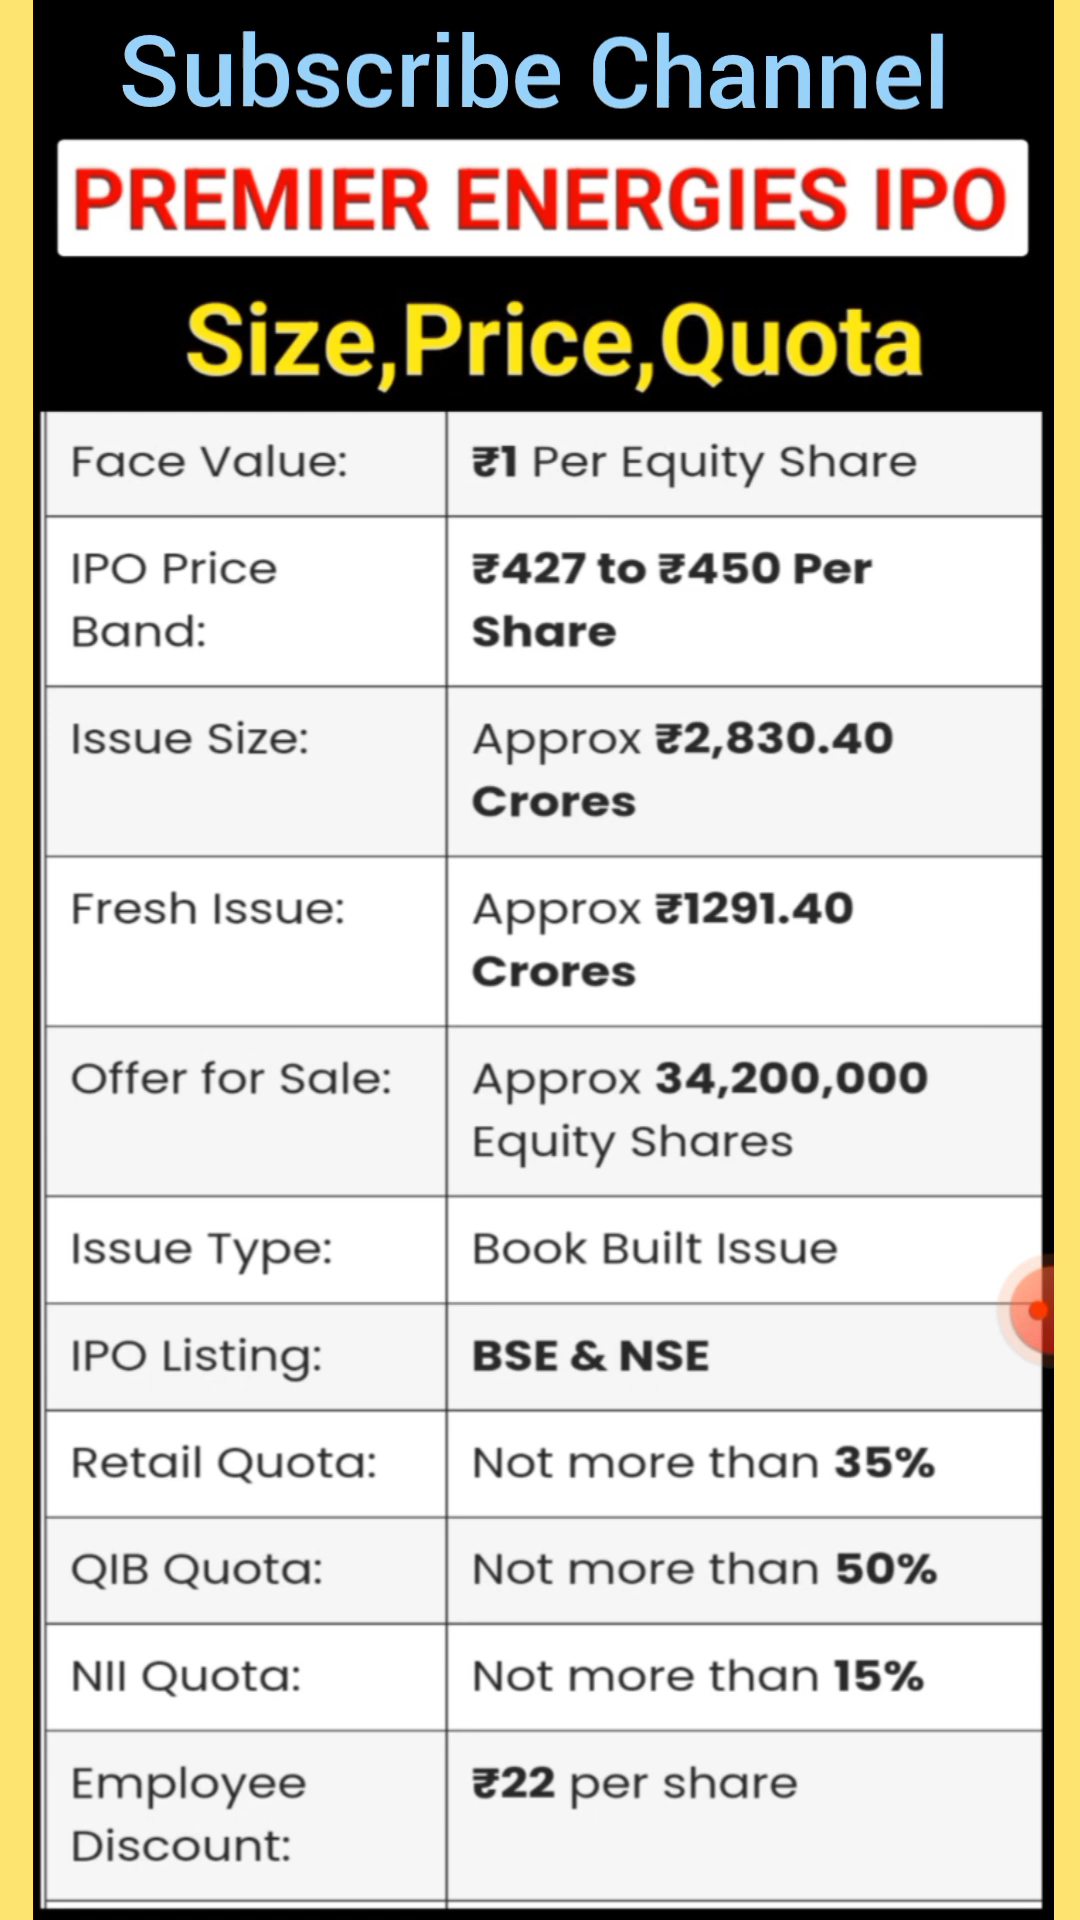 Subscribe Channel
PREMIER ENERGIES IPO
Size,Price,Quota
Face Value: ₹1 Per Equity Share
IPO Price Band: ₹427 to ₹450 Per Share
Issue Size: Approx ₹2,830.40 Crores
Fresh Issue: Approx ₹1291.40 Crores
Offer for Sale: Approx 34,200,000 Equity Shares
Issue Type: Book Built Issue
IPO Listing: BSE & NSE
Retail Quota: Not more than 35%
QIB Quota: Not more than 50%
NII Quota: Not more than 15%
Employee Discount: ₹22 per share